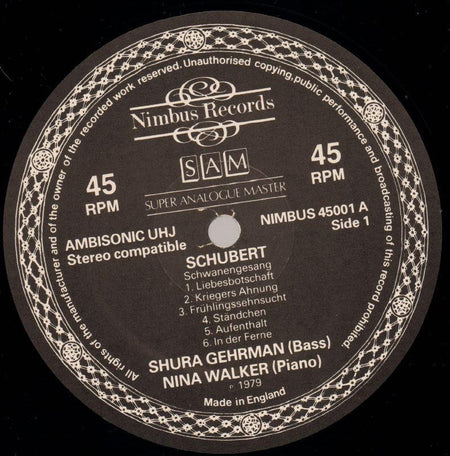 All rights of the manufacturer and of the owner of the recorded work reserved. Unauthorised copying, public performance and broadcasting of this record prohibited.
Nimbus Records
SAM
SUPER ANALOGUE MASTER
45
RPM
45
RPM
AMBISONIC UHJ
Stereo compatible
NIMBUS 45001 A
Side 1
SCHUBERT
Schwanengesang
1. Liebesbotschaft
2. Kriegers Ahnung
3. Frühlingssehnsucht
4. Ständchen
5. Aufenthalt
6. In der Ferne
SHURA GEHRMAN (Bass)
NINA WALKER (Piano)
℗ 1979
Made in England